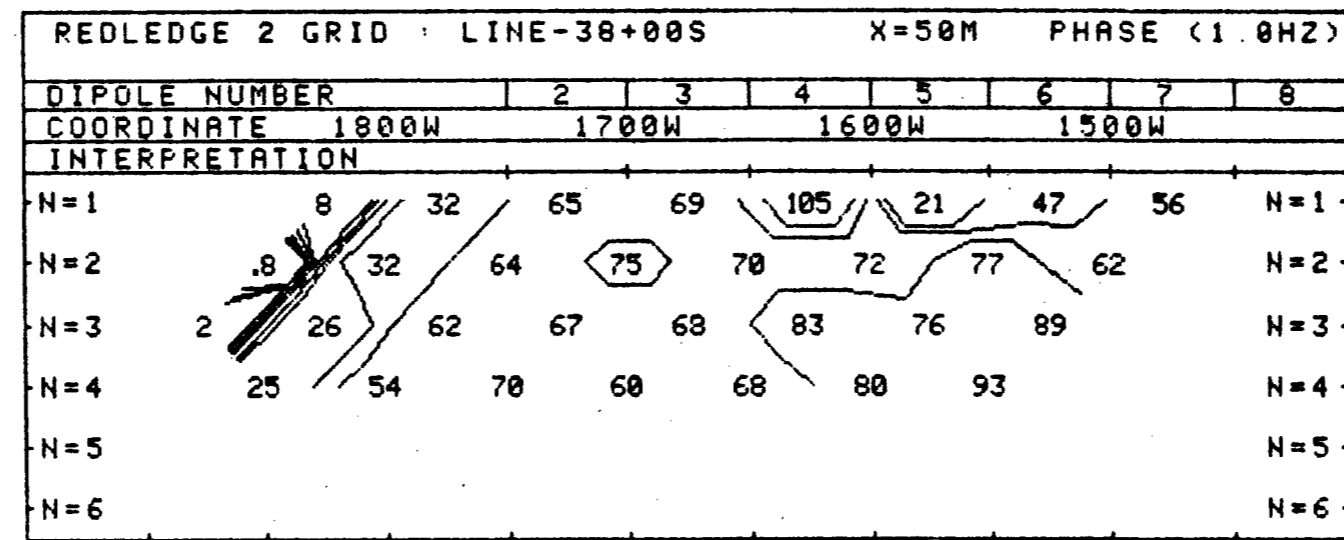 REDLEDGE 2 GRID : LINE-38+00S X=50M PHASE (1.0HZ)
DIPOLE NUMBER 2 3 4 5 6 7 8
COORDINATE 1800W 1700W 1600W 1500W
INTERPRETATION
N=1 8 32 65 69 105 21 47 56 N=1
N=2 .8 32 64 75 70 72 77 62 N=2
N=3 2 26 62 67 68 83 76 89 N=3
N=4 25 54 70 60 68 80 93 N=4
N=5 N=5
N=6 N=6